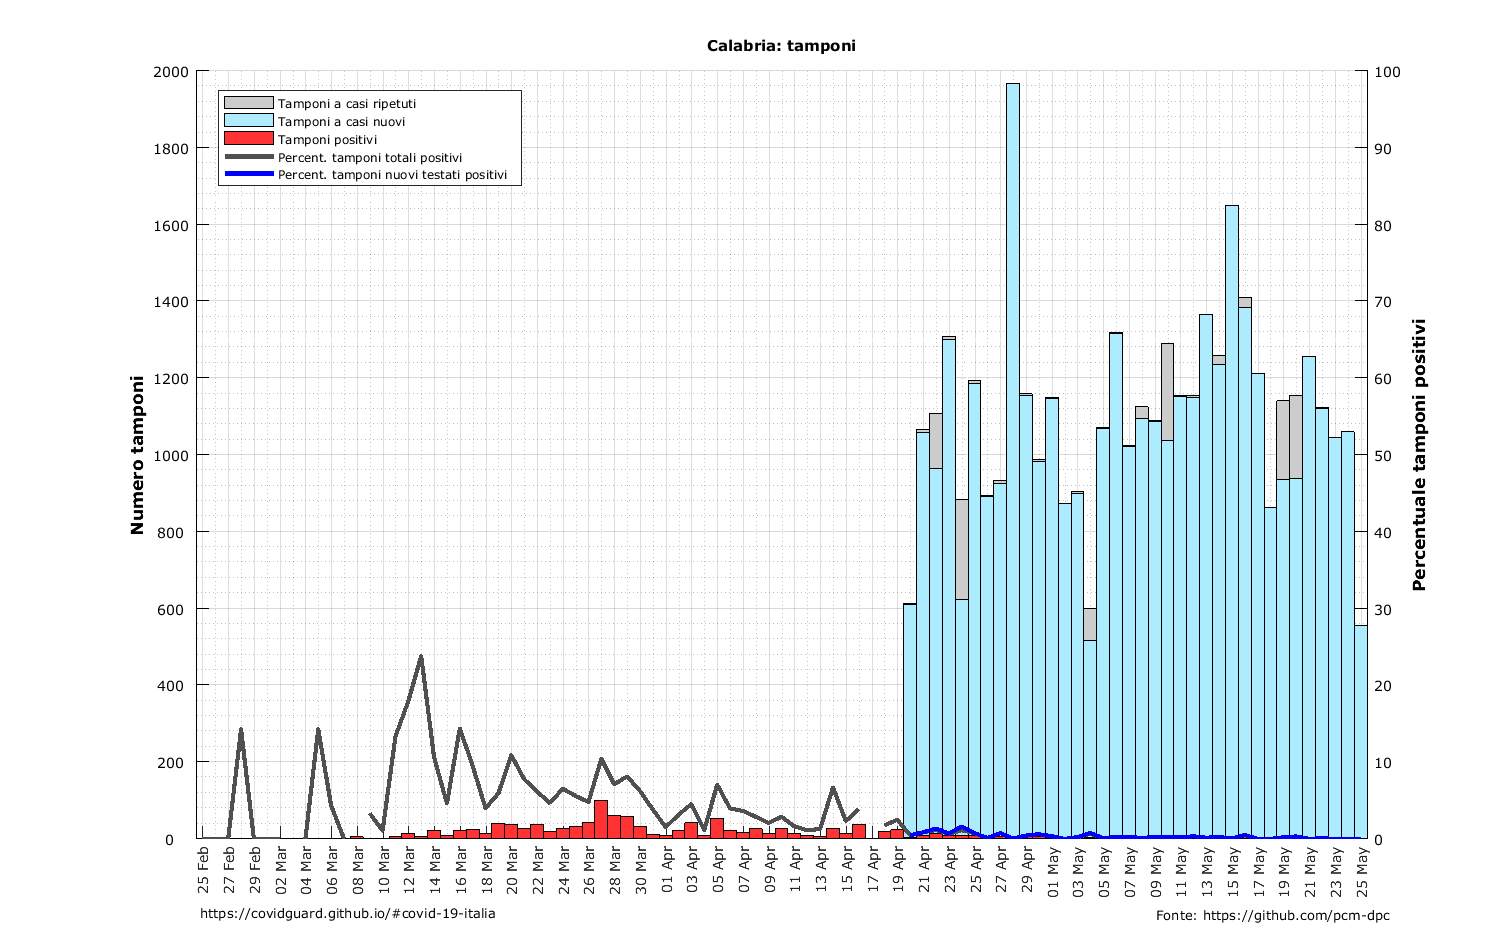 Calabria: tamponi
Tamponi a casi ripetuti
Tamponi a casi nuovi
Tamponi positivi
Percent. tamponi totali positivi
Percent. tamponi nuovi testati positivi
Numero tamponi
2000
1800
1600
1400
1200
1000
800
600
400
200
0
100
90
80
70
60
50
40
30
20
10
0
Percentuale tamponi positivi
25 Feb
27 Feb
29 Feb
02 Mar
04 Mar
06 Mar
08 Mar
10 Mar
12 Mar
14 Mar
16 Mar
18 Mar
20 Mar
22 Mar
24 Mar
26 Mar
28 Mar
30 Mar
01 Apr
03 Apr
05 Apr
07 Apr
09 Apr
11 Apr
13 Apr
15 Apr
17 Apr
19 Apr
21 Apr
23 Apr
25 Apr
27 Apr
29 Apr
01 May
03 May
05 May
07 May
09 May
11 May
13 May
15 May
17 May
19 May
21 May
23 May
25 May
https://covidguard.github.io/#covid-19-italia
Fonte: https://github.com/pcm-dpc